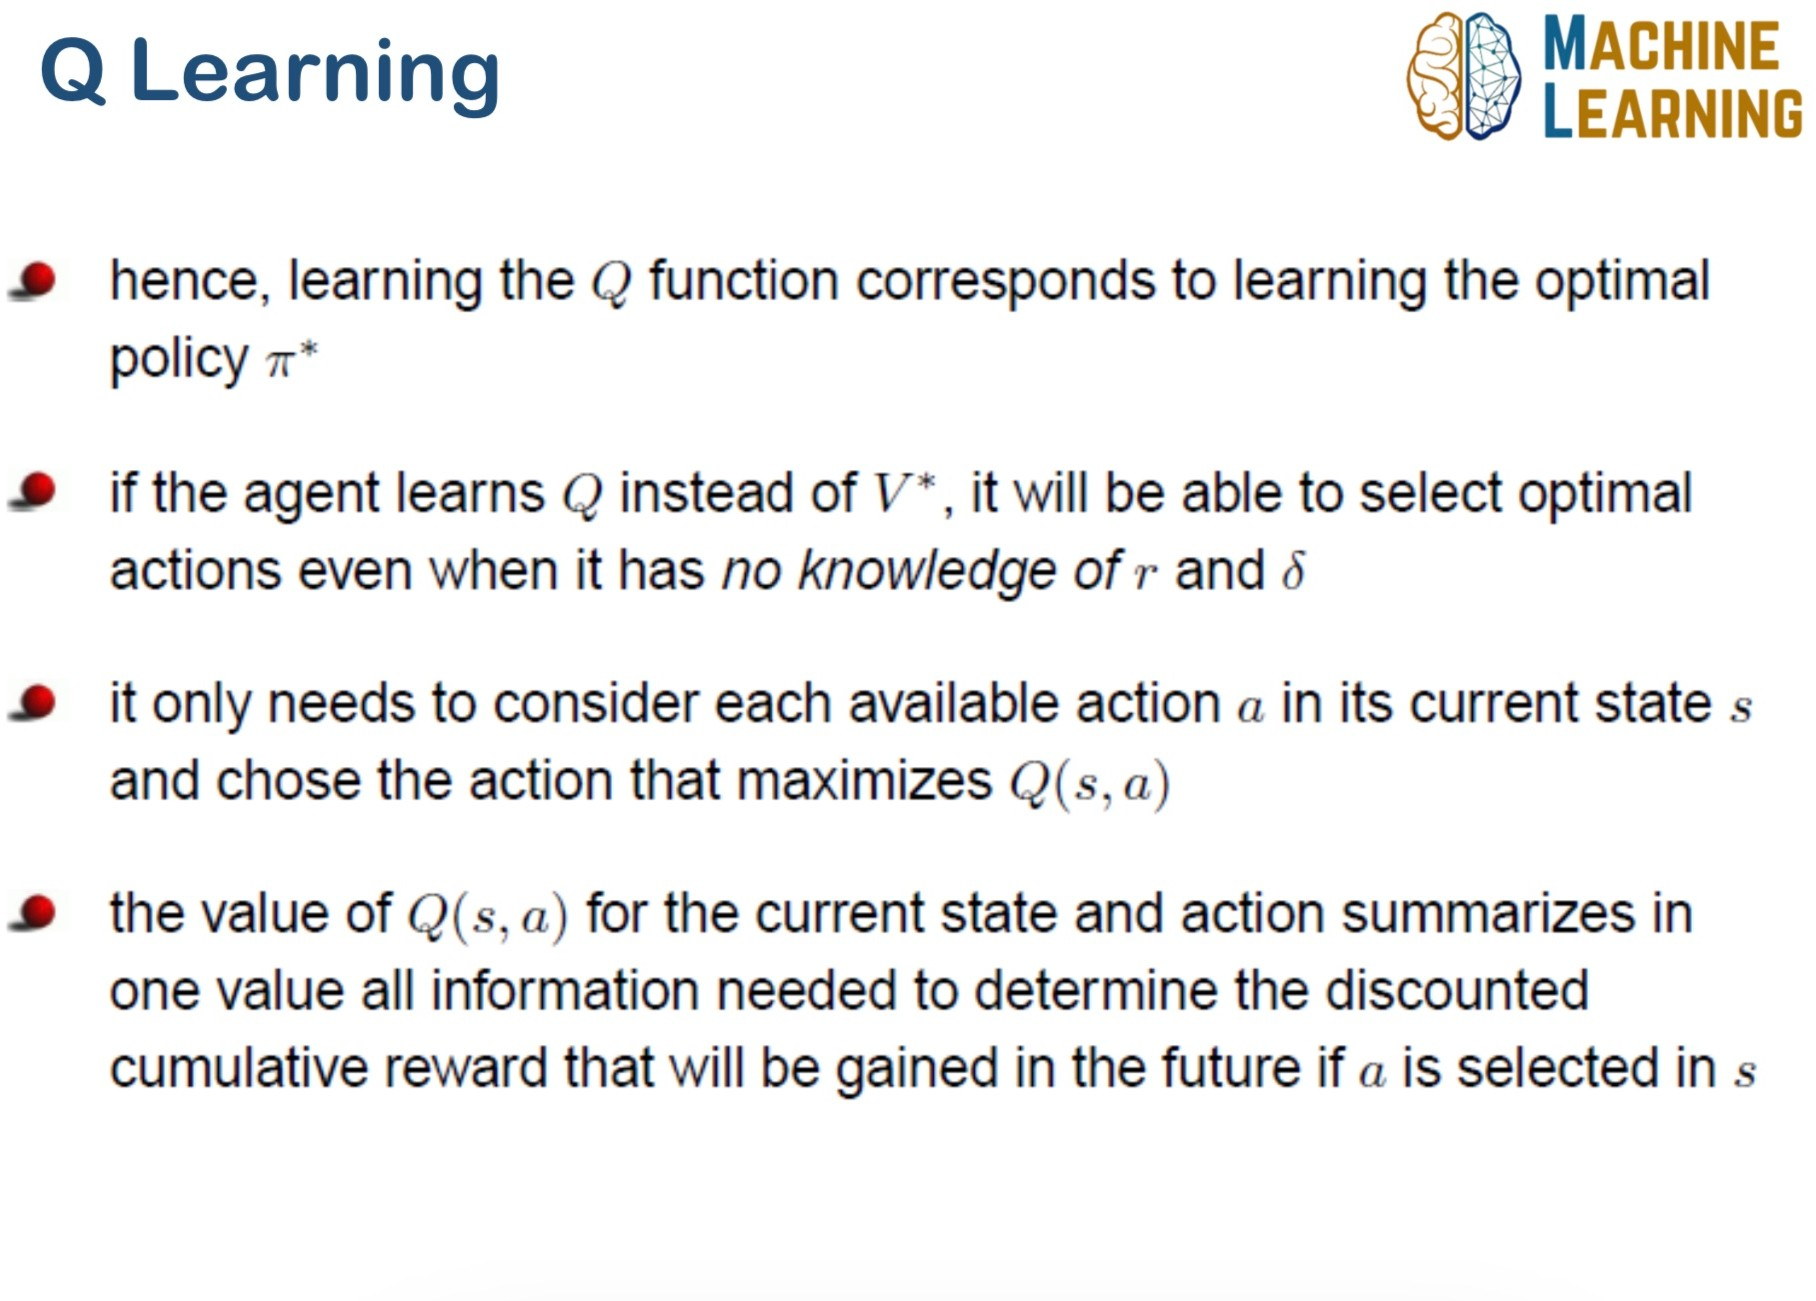 Q Learning
MACHINE
LEARNING
hence, learning the Q function corresponds to learning the optimal
policy π*
if the agent learns Q instead of V*, it will be able to select optimal
actions even when it has no knowledge of r and δ
it only needs to consider each available action a in its current state s
and chose the action that maximizes Q(s, a)
the value of Q(s, a) for the current state and action summarizes in
one value all information needed to determine the discounted
cumulative reward that will be gained in the future if a is selected in s